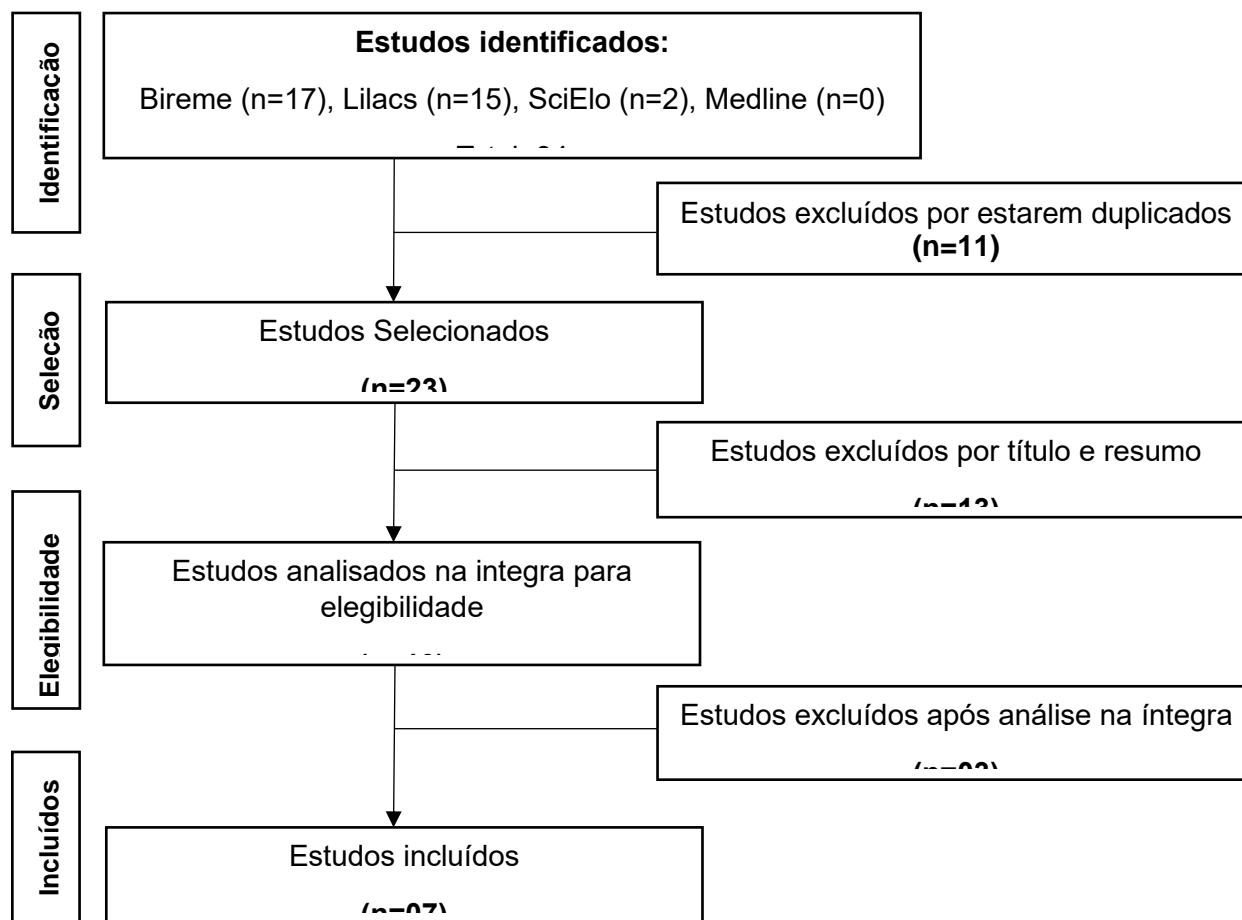 Identificação
Estudos identificados:
Bireme (n=17), Lilacs (n=15), SciElo (n=2), Medline (n=0)
Estudos excluídos por estarem duplicados
(n=11)
Seleção
Estudos Selecionados
(n=23)
Estudos excluídos por título e resumo
(n=13)
Elegibilidade
Estudos analisados na integra para
elegibilidade
Estudos excluídos após análise na íntegra
(n=03)
Incluídos
Estudos incluídos
(n=07)